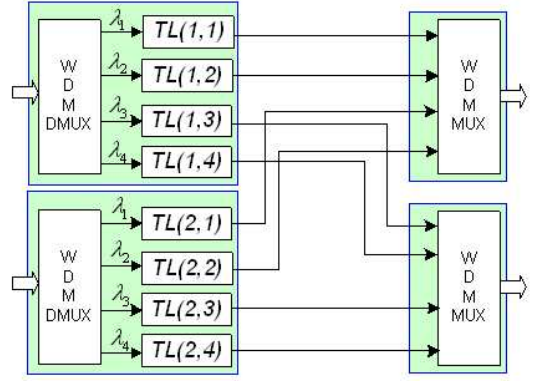 λ1 TL(1,1)
λ2 TL(1,2)
λ3 TL(1,3)
λ4 TL(1,4)
W
D
M
DMUX
W
D
M
MUX
λ1 TL(2,1)
λ2 TL(2,2)
λ3 TL(2,3)
λ4 TL(2,4)
W
D
M
DMUX
W
D
M
MUX